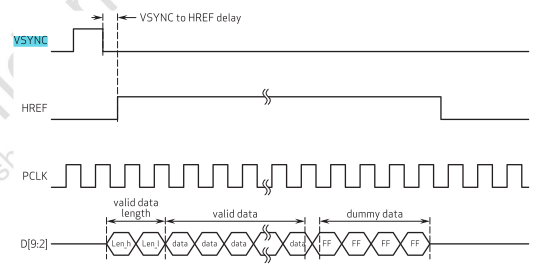 VSYNC to HREF delay
VSYNC
HREF
PCLK
valid data
length
valid data
dummy data
D[9:2]
Len_h Len_l data data data data FF FF FF FF